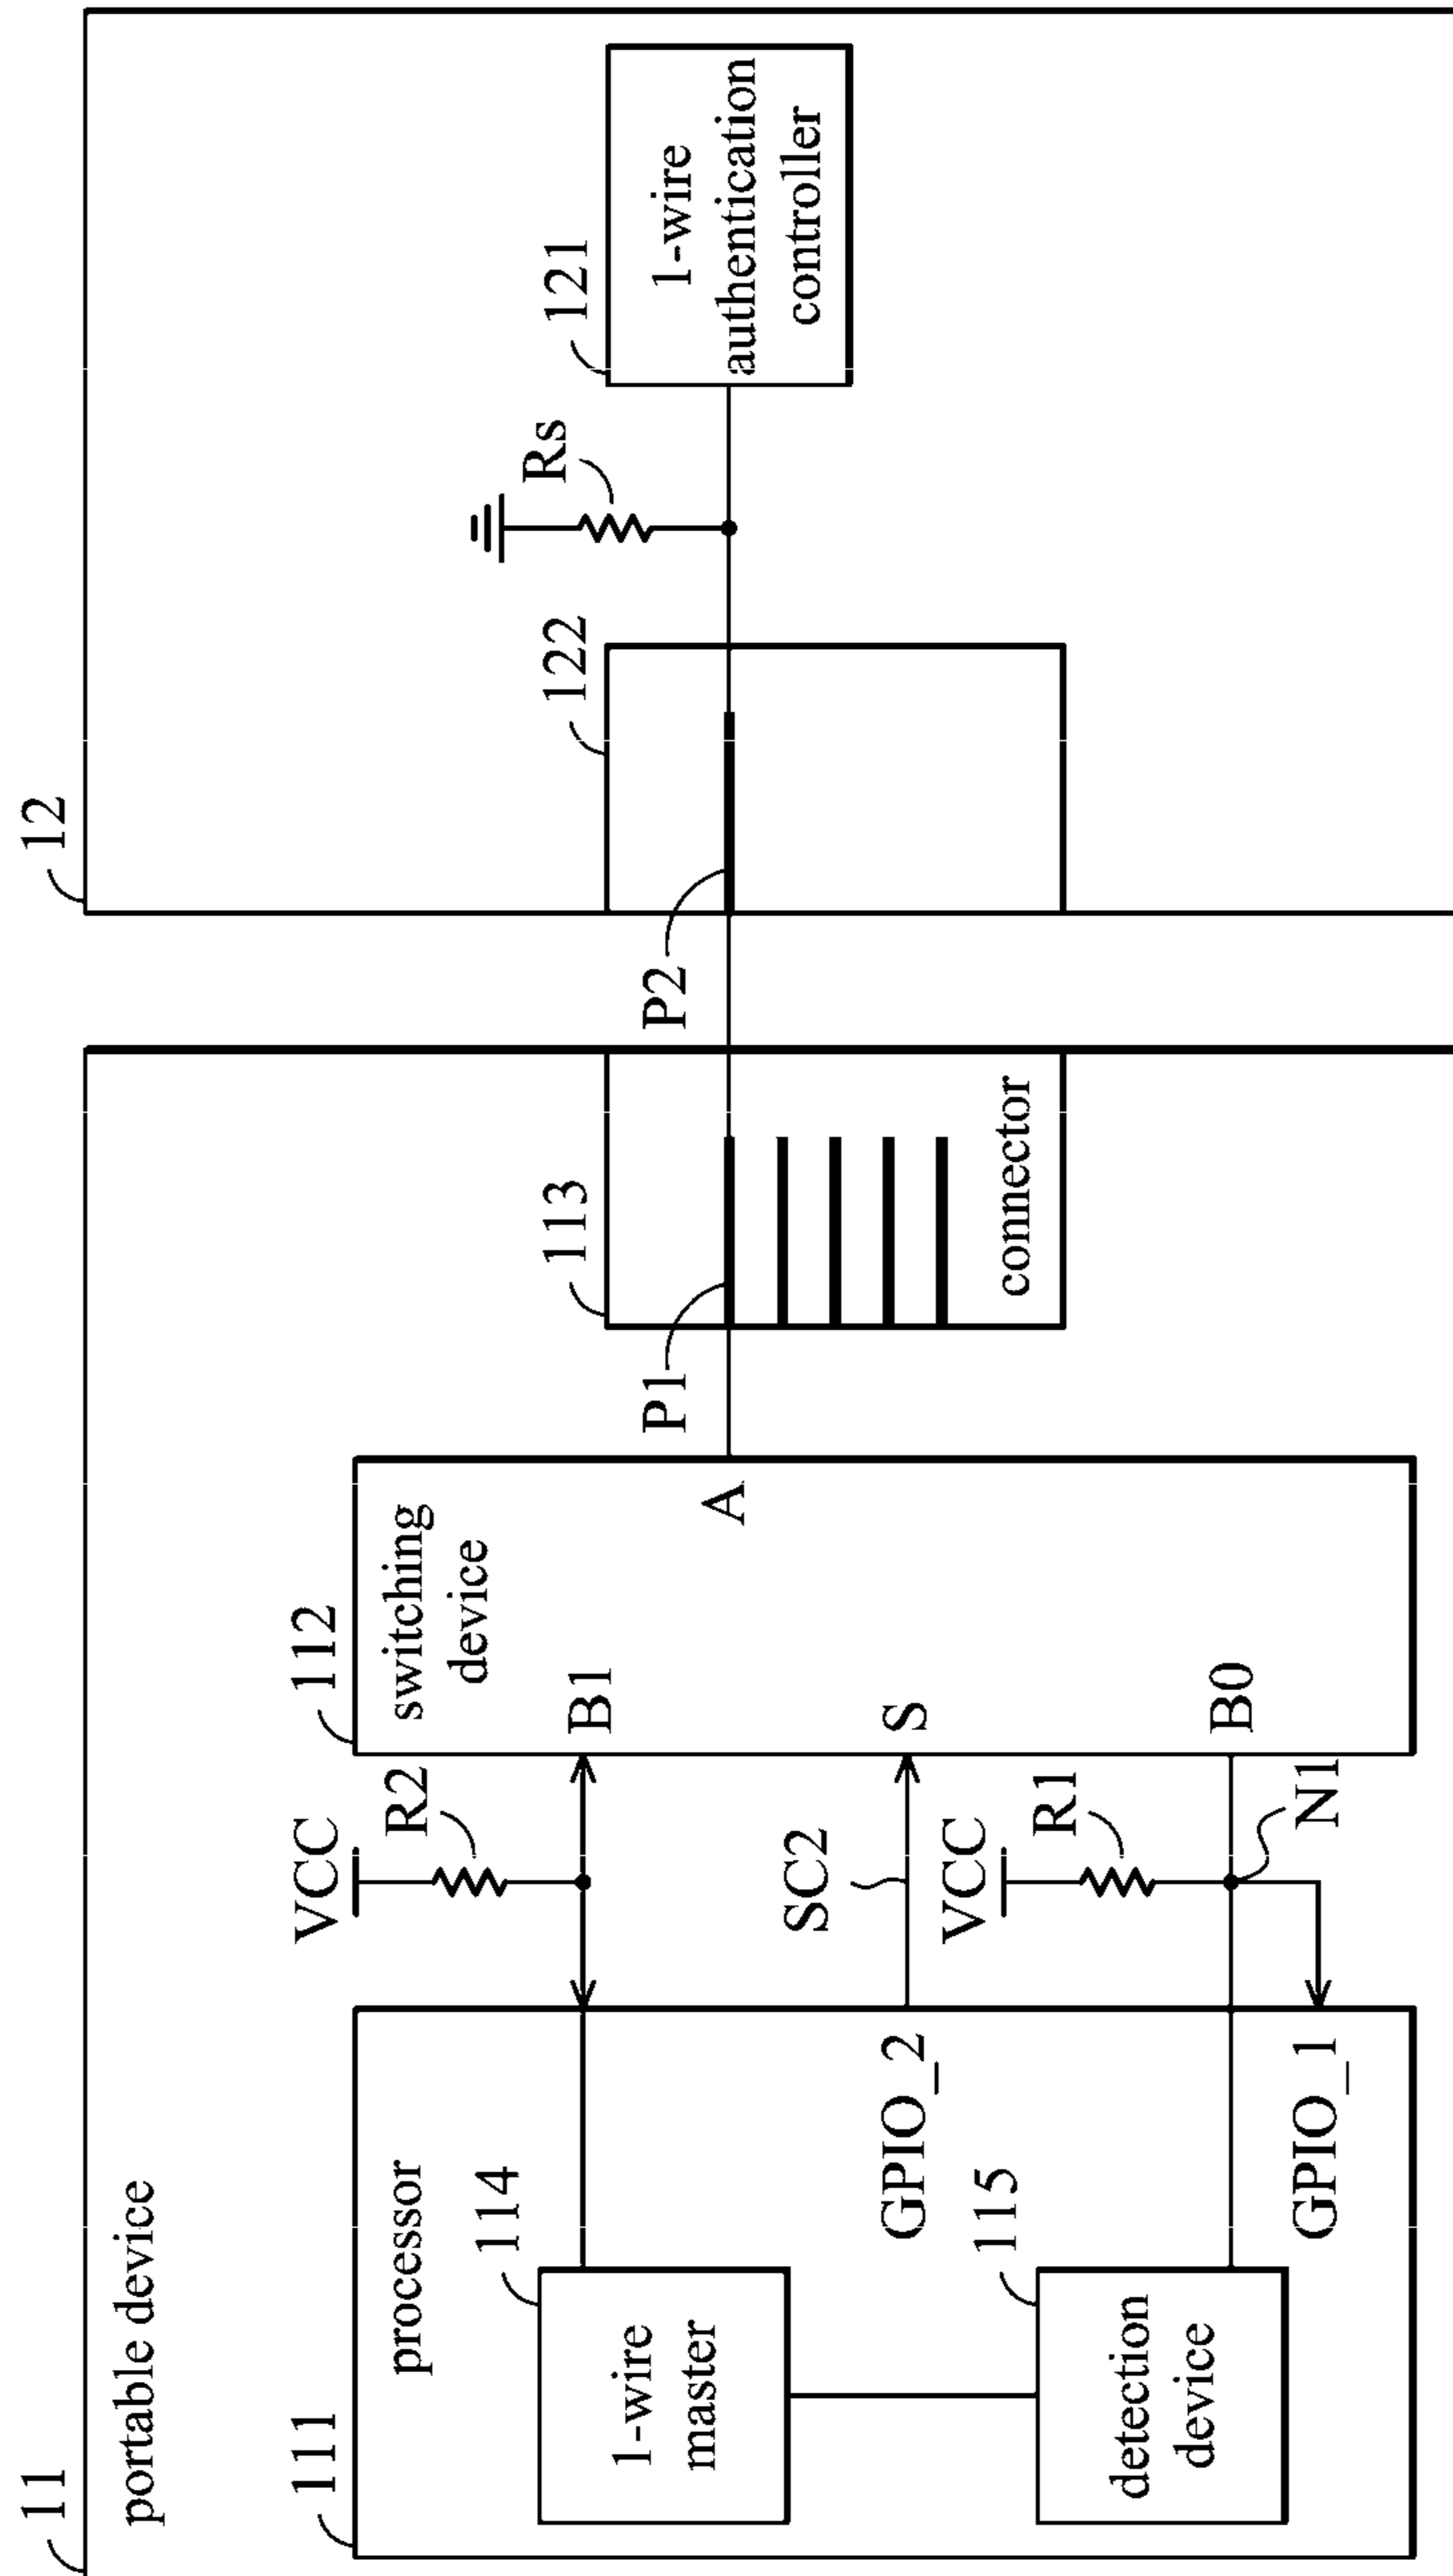 11
portable device
111
processor
114
1-wire
master
GPIO_2
115
detection
device
GPIO_1
VCC
R2
SC2
VCC
R1
N1
112
switching
device
B1
S
B0
A
P1
113
connector
P2
12
122
Rs
121
1-wire
authentication
controller